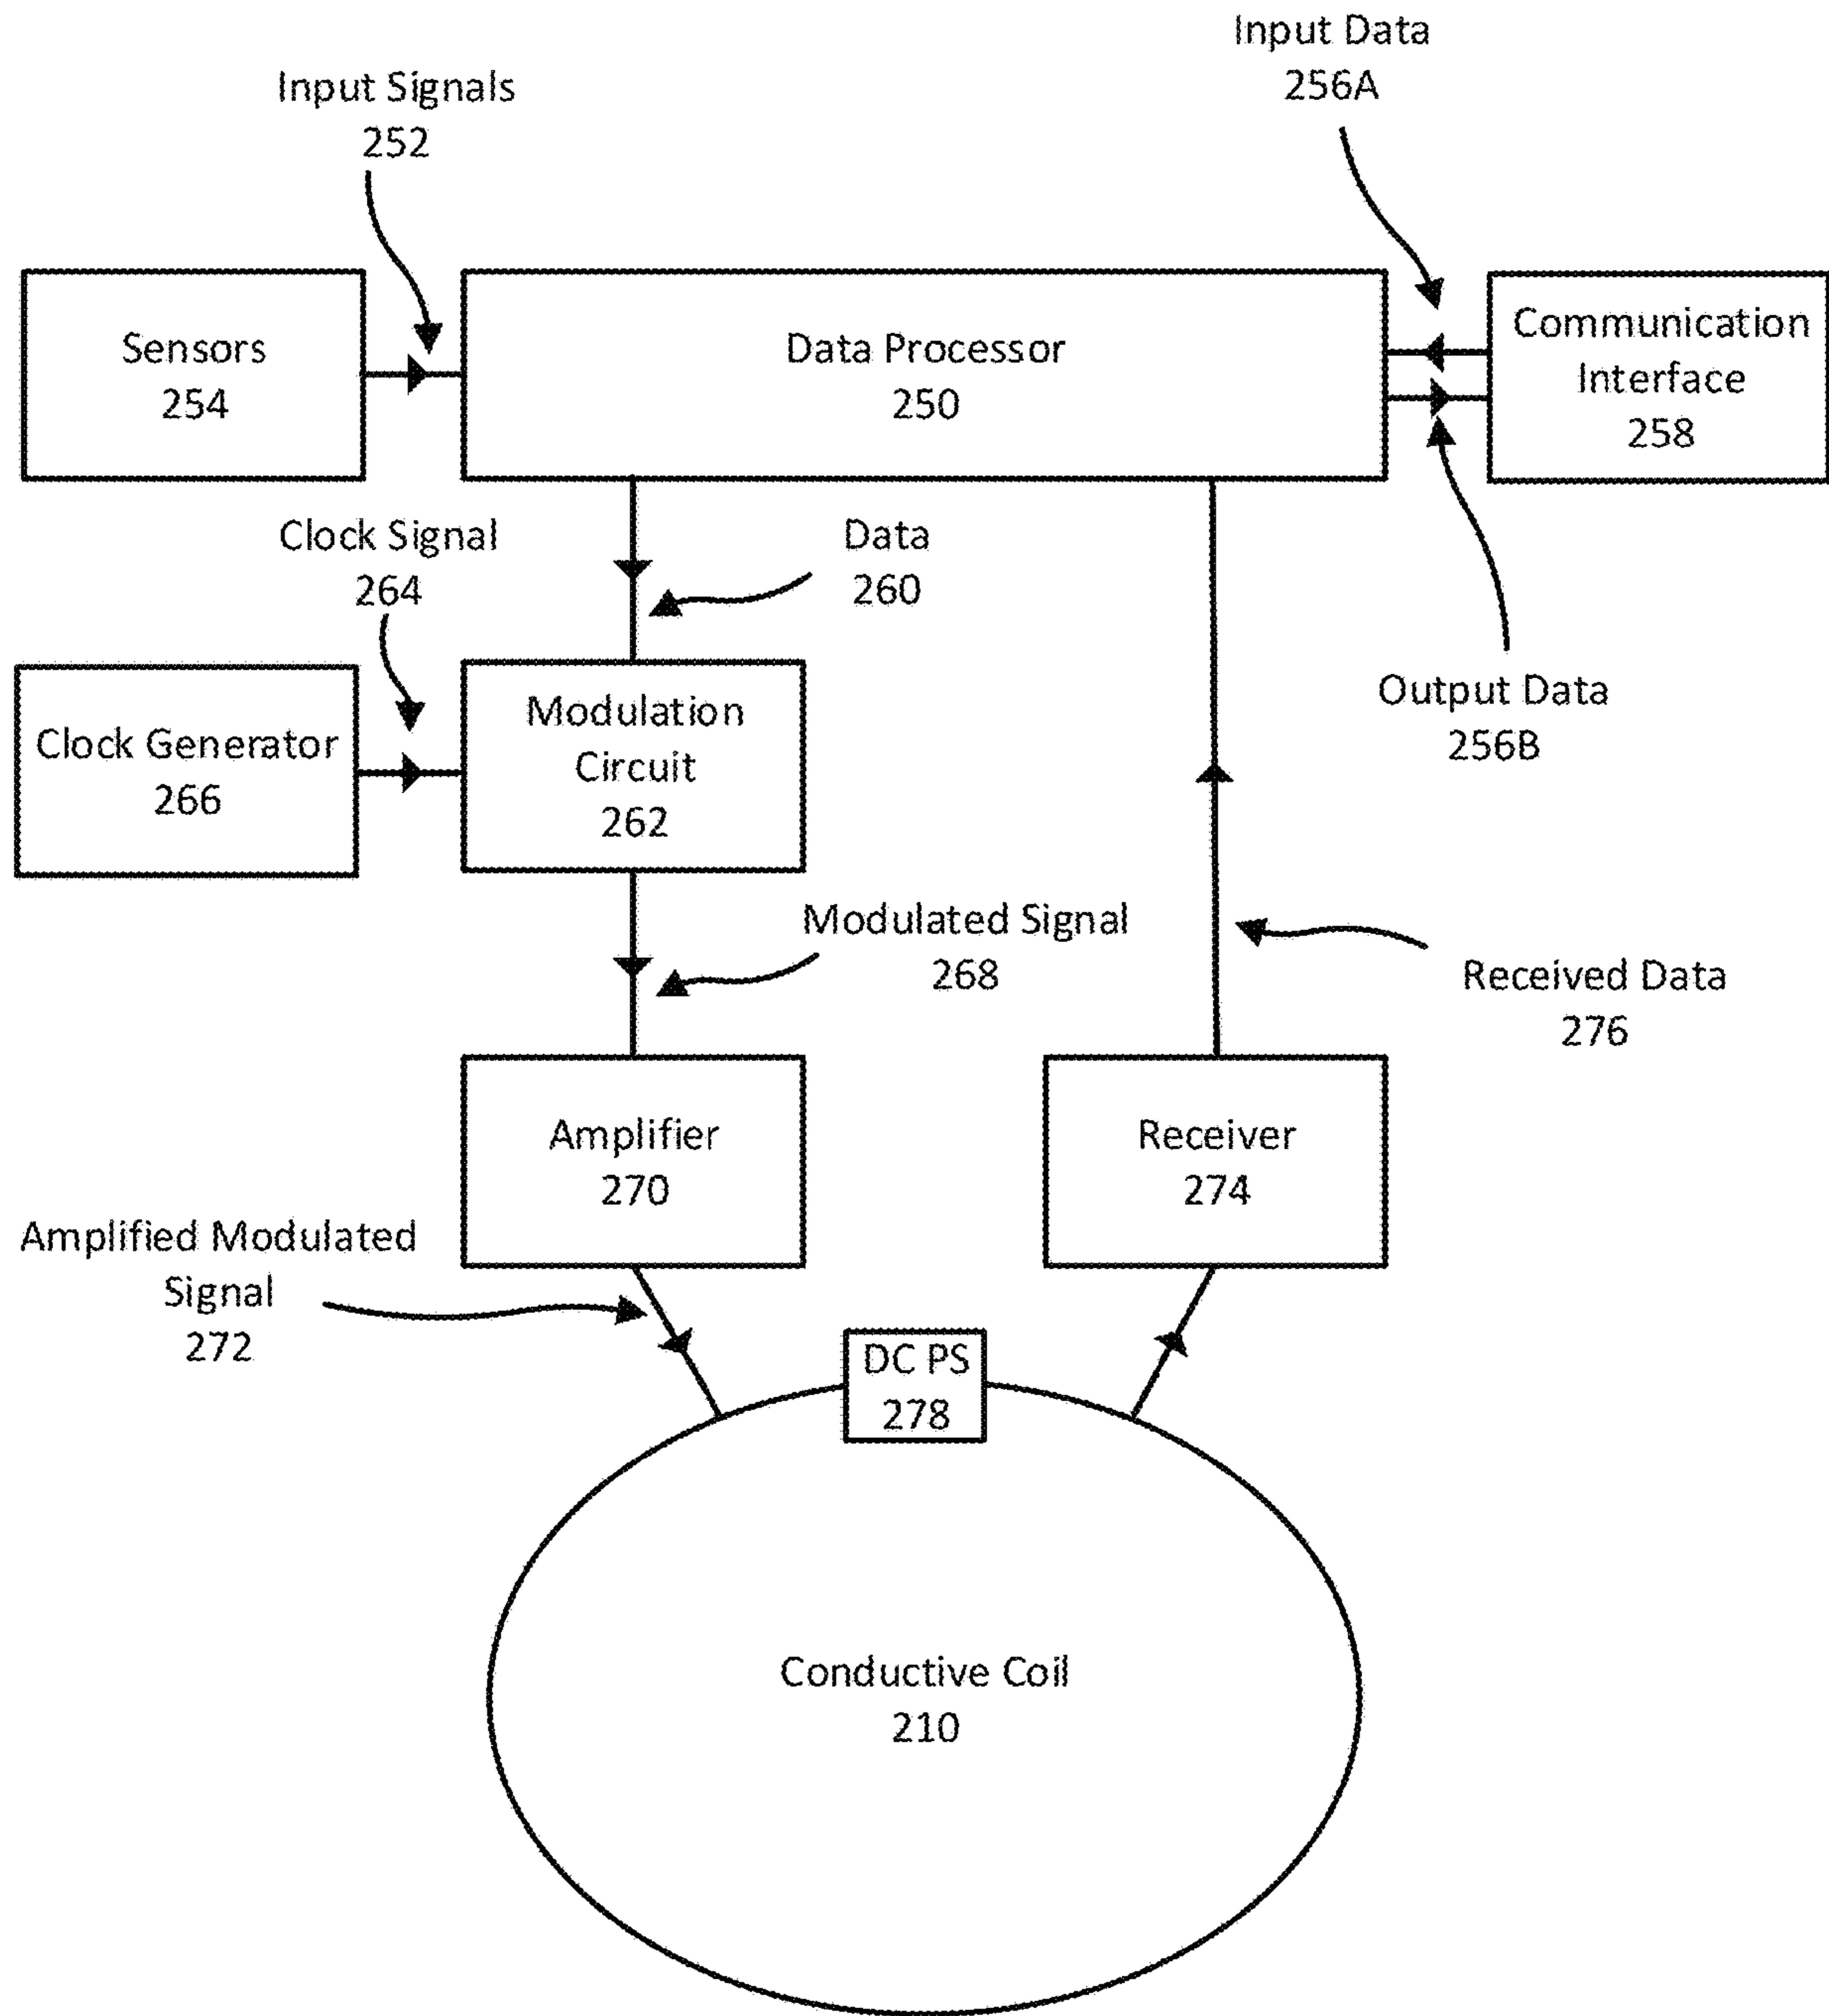 Input Data
256A
Input Signals
252
Sensors
254
Data Processor
250
Communication
Interface
258
Clock Signal
264
Data
260
Output Data
256B
Clock Generator
266
Modulation
Circuit
262
Modulated Signal
268
Received Data
276
Amplifier
270
Receiver
274
Amplified Modulated
Signal
272
DC PS
278
Conductive Coil
210